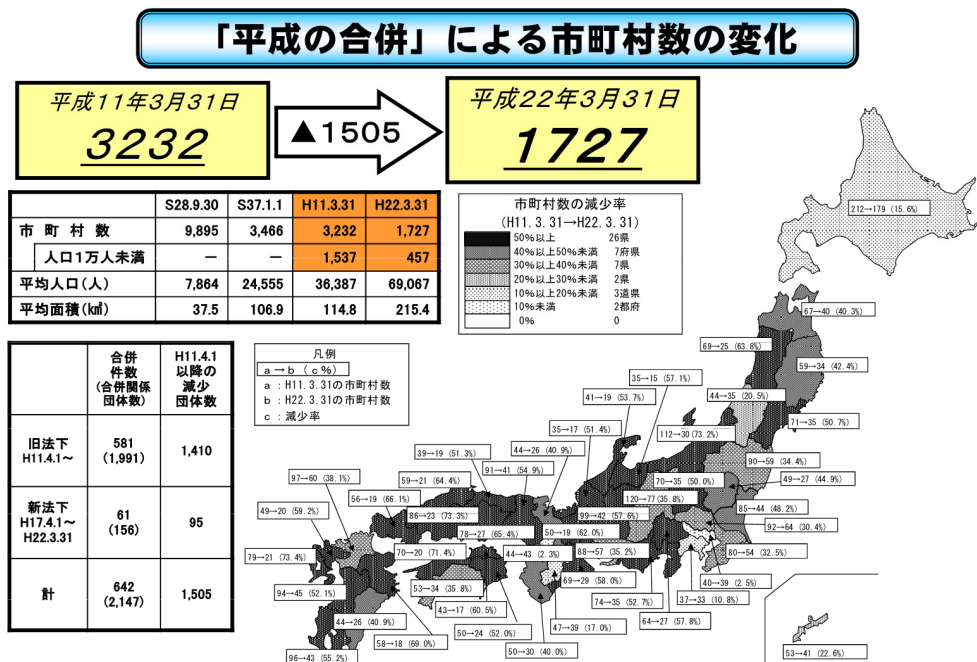 「平成の合併」による市町村数の変化
平成11年3月31日
3232
▲1505
平成22年3月31日
1727
S28.9.30 S37.1.1 H11.3.31 H22.3.31
市町村数 9,895 3,466 3,232 1,727
人口1万人未満 － － 1,537 457
平均人口(人) 7,864 24,555 36,387 69,067
平均面積(k㎡) 37.5 106.9 114.8 215.4
市町村数の減少率
(H11.3.31→H22.3.31)
50%以上 26県
40%以上50%未満 7府県
30%以上40%未満 7県
20%以上30%未満 2県
10%以上20%未満 3道県
10%未満 2都府
0% 0
合併件数(合併関係団体数) H11.4.1以降の減少団体数
旧法下 H11.4.1～ 581 (1,991) 1,410
新法下 H17.4.1～H22.3.31 61 (156) 95
計 642 (2,147) 1,505
凡例
a→b (c%)
a：H11.3.31の市町村数
b：H22.3.31の市町村数
c：減少率
212→179 (15.6%)
67→40 (40.3%)
69→25 (63.8%)
59→34 (42.4%)
35→15 (57.1%)
44→35 (20.5%)
41→19 (53.7%)
71→35 (50.7%)
35→17 (51.4%)
112→30 (73.2%)
39→19 (51.3%)
44→26 (40.9%)
90→59 (34.4%)
91→41 (54.9%)
97→60 (38.1%)
59→21 (64.4%)
70→35 (50.0%)
49→27 (44.9%)
56→19 (66.1%)
120→77 (35.8%)
85→44 (48.2%)
49→20 (59.2%)
86→23 (73.3%)
99→42 (57.6%)
92→64 (30.4%)
78→27 (65.4%)
50→19 (62.0%)
79→21 (73.4%)
70→20 (71.4%)
44→43 (2.3%)
88→57 (35.2%)
80→54 (32.5%)
94→45 (52.1%)
53→34 (35.8%)
69→29 (58.0%)
40→39 (2.5%)
43→17 (60.5%)
74→35 (52.7%)
37→33 (10.8%)
44→26 (40.9%)
64→27 (57.8%)
58→18 (69.0%)
50→24 (52.0%)
47→39 (17.0%)
96→43 (55.2%)
50→30 (40.0%)
53→41 (22.6%)